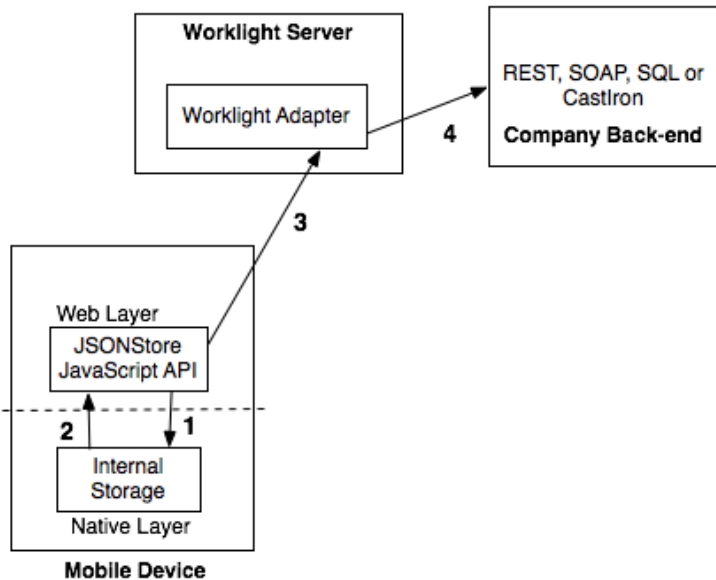 Worklight Server
Worklight Adapter
REST, SOAP, SQL or
CastIron
Company Back-end
4
3
Web Layer
JSONStore
JavaScript API
2
1
Internal
Storage
Native Layer
Mobile Device